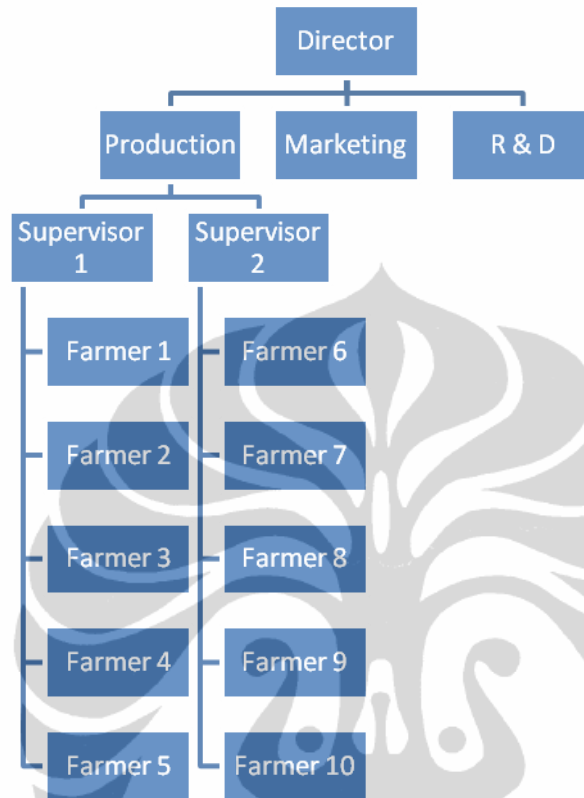 Director
Production
Marketing
R & D
Supervisor
1
Supervisor
2
Farmer 1
Farmer 6
Farmer 2
Farmer 7
Farmer 3
Farmer 8
Farmer 4
Farmer 9
Farmer 5
Farmer 10